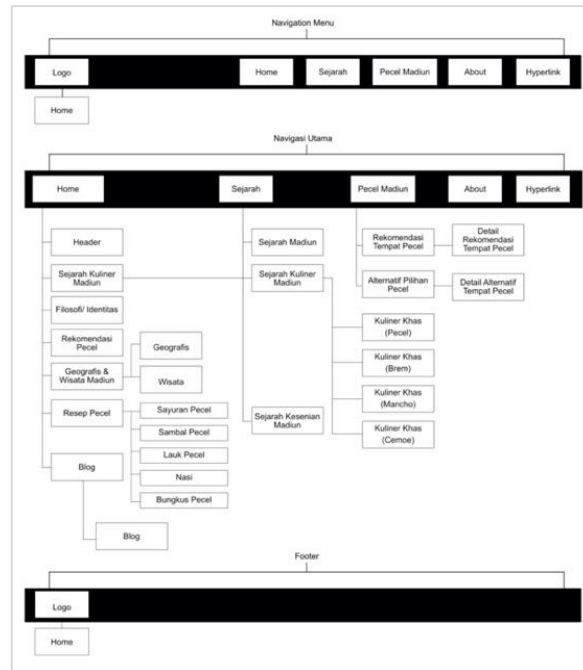 Navigation Menu
Logo
Home
Sejarah
Pecel Madiun
About
Hyperlink
Home
Navigasi Utama
Home
Sejarah
Pecel Madiun
About
Hyperlink
Header
Sejarah Kuliner
Madiun
Filosofi/ Identitas
Rekomendasi
Pecel
Geografis &
Wisata Madiun
Geografis
Wisata
Resep Pecel
Sayuran Pecel
Sambal Pecel
Lauk Pecel
Nasi
Bungkus Pecel
Blog
Blog
Sejarah Madiun
Sejarah Kuliner
Madiun
Kuliner Khas
(Pecel)
Kuliner Khas
(Brem)
Kuliner Khas
(Mancho)
Kuliner Khas
(Cemoe)
Sejarah Kesenian
Madiun
Rekomendasi
Tempat Pecel
Detail
Rekomendasi
Tempat Pecel
Alternatif Pilihan
Pecel
Detail Alternatif
Tempat Pecel
Footer
Logo
Home